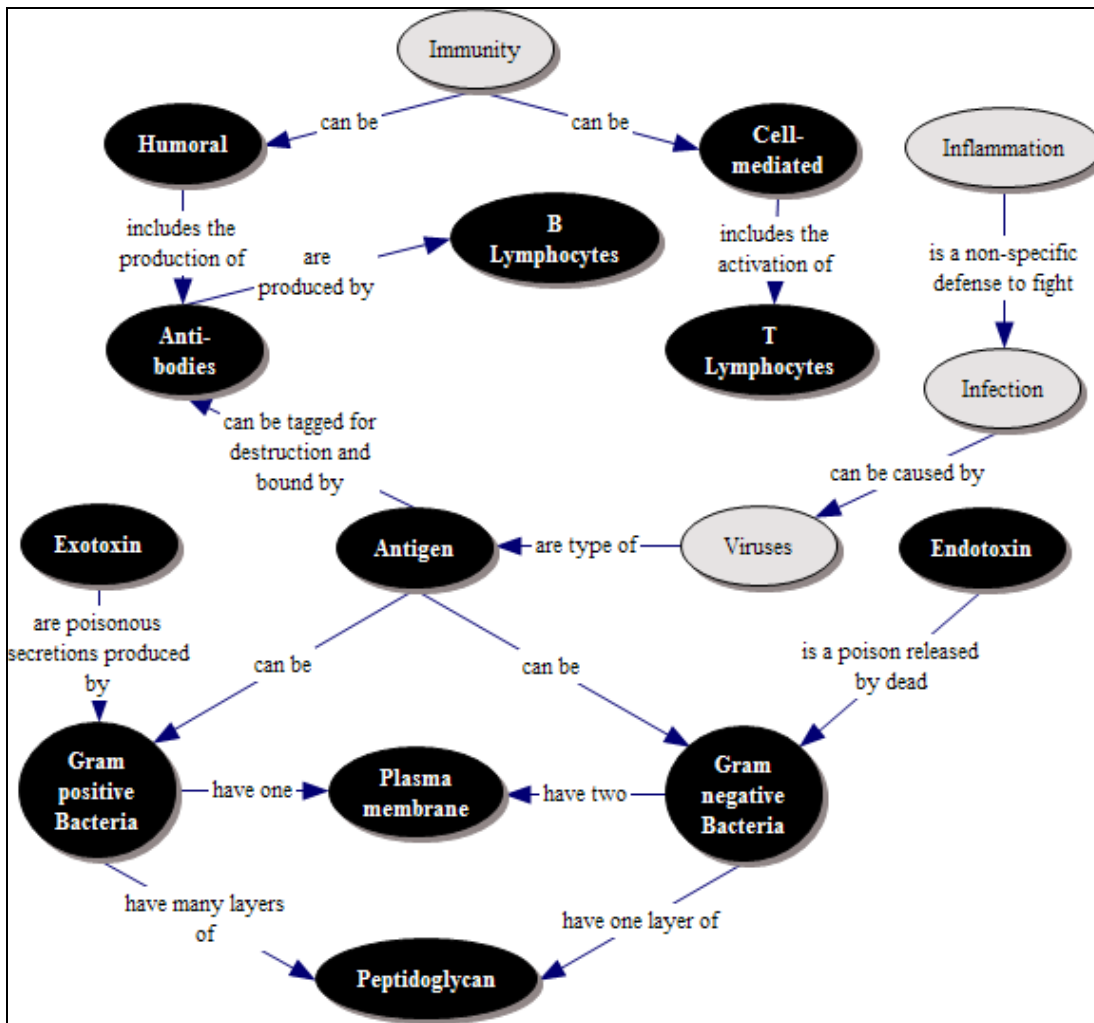 Immunity
can be
can be
Humoral
Cell-
mediated
Inflammation
includes the
production of
are
produced by
B
Lymphocytes
includes the
activation of
is a non-specific
defense to fight
Anti-
bodies
T
Lymphocytes
Infection
can be tagged for
destruction and
bound by
can be caused by
Exotoxin
Antigen
are type of
Viruses
Endotoxin
are poisonous
secretions produced
by
can be
can be
is a poison released
by dead
Gram
positive
Bacteria
have one
Plasma
membrane
have two
Gram
negative
Bacteria
have many layers
of
have one layer of
Peptidoglycan